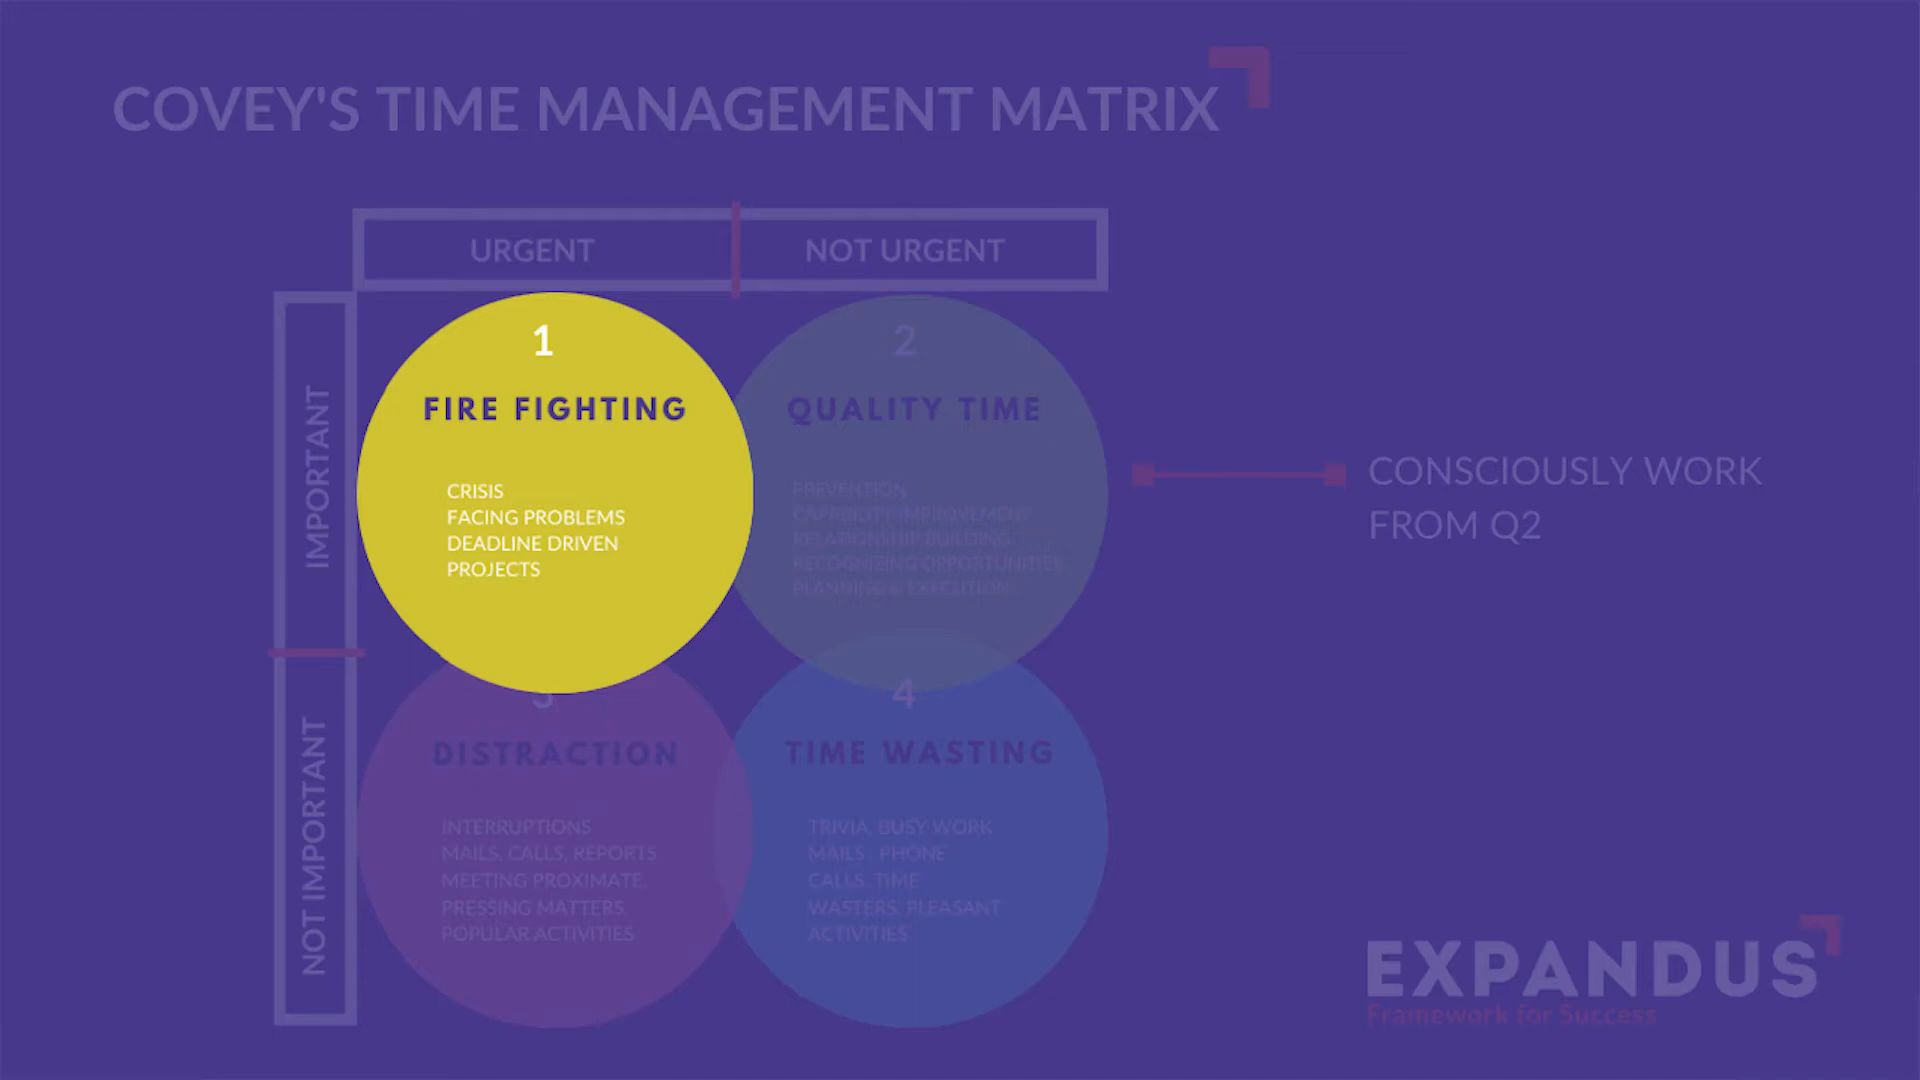 COVEY'S TIME MANAGEMENT MATRIX
URGENT
NOT URGENT
IMPORTANT
NOT IMPORTANT
1
FIRE FIGHTING
CRISIS
FACING PROBLEMS
DEADLINE DRIVEN
PROJECTS
2
QUALITY TIME
PREVENTION
CAPABILITY IMPROVEMENT
RELATIONSHIP BUILDING
RECOGNIZING OPPORTUNITIES
PLANNING & EXECUTION
CONSCIOUSLY WORK
FROM Q2
3
DISTRACTION
INTERRUPTIONS
MAILS, CALLS, REPORTS
MEETING PROXIMATE,
PRESSING MATTERS
POPULAR ACTIVITIES
4
TIME WASTING
TRIVIA, BUSY WORK
MAILS, PHONE
CALLS, TIME
WASTERS, PLEASANT
ACTIVITIES
EXPANDUS
Framework for Success